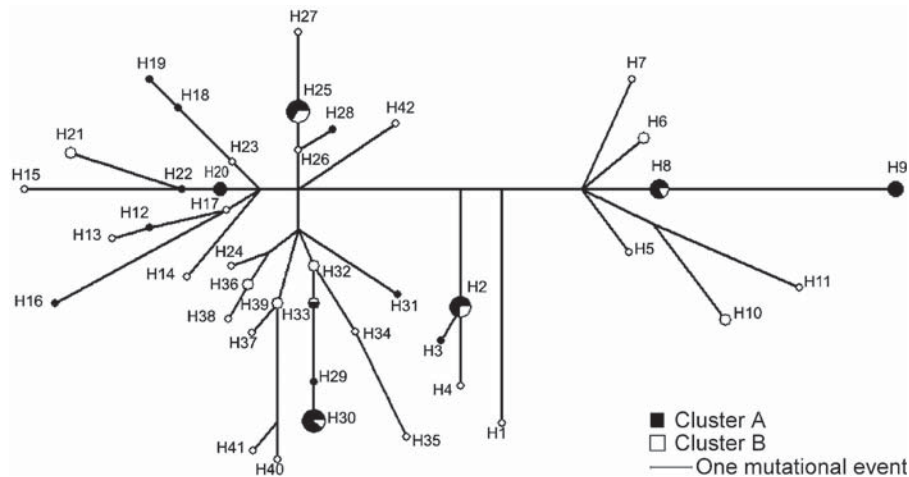 H27
H19
H7
H25
H18
H28
H42
H6
H21
H23
H26
H8
H15
H22
H20
H9
H17
H12
H13
H24
H14
H32
H5
H36
H11
H16
H39
H33
H31
H2
H38
H37
H34
H10
H3
H29
H4
H30
H35
H1
H41
H40
Cluster A
Cluster B
One mutational event